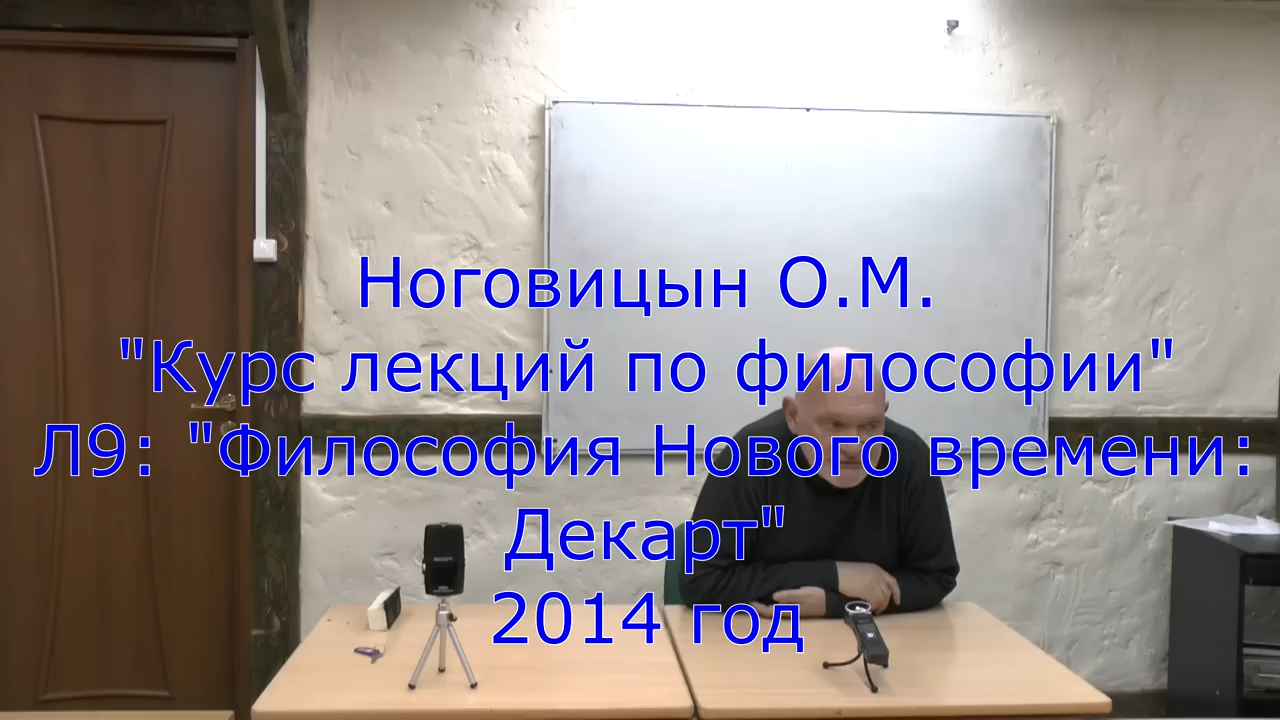 Ноговицын О.М.
"Курс лекций по философии"
Л9: "Философия Нового времени:
Декарт"
2014 год